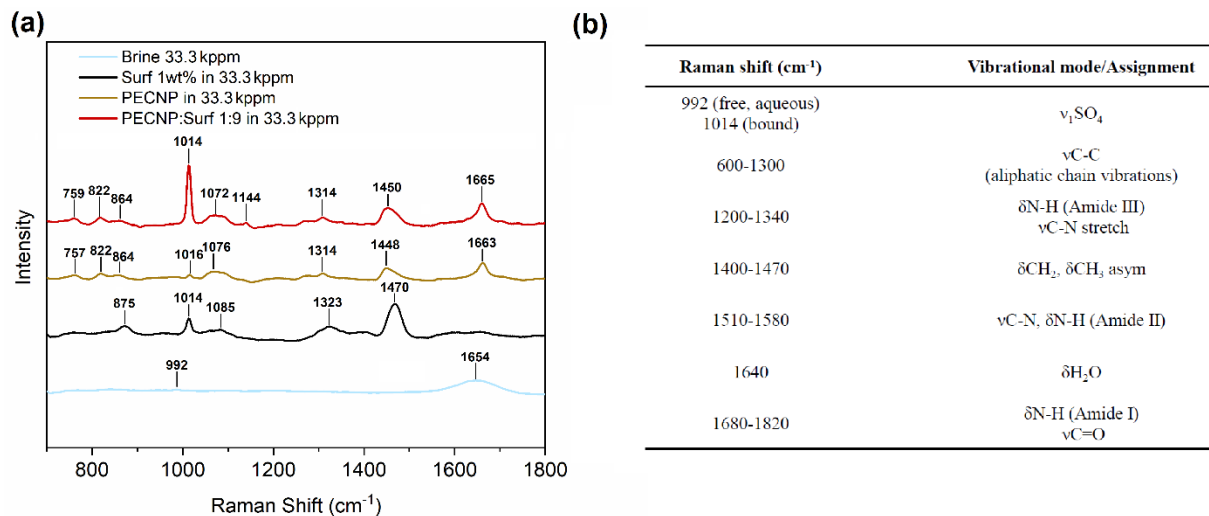 (a)
Brine 33.3 kppm
Surf 1wt% in 33.3 kppm
PECNP in 33.3 kppm
PECNP:Surf 1:9 in 33.3 kppm
759
822
864
1014
1072
1144
1314
1450
1665
757
822
864
1016
1076
1314
1448
1663
875
1014
1085
1323
1470
992
1654
Intensity
800 1000 1200 1400 1600 1800
Raman Shift (cm⁻¹)
(b)
Raman shift (cm⁻¹) Vibrational mode/Assignment
992 (free, aqueous)
1014 (bound)
ν₁SO₄
600-1300
νC-C
(aliphatic chain vibrations)
1200-1340
δN-H (Amide III)
νC-N stretch
1400-1470
δCH₂, δCH₃ asym
1510-1580
νC-N, δN-H (Amide II)
1640
δH₂O
1680-1820
δN-H (Amide I)
νC=O